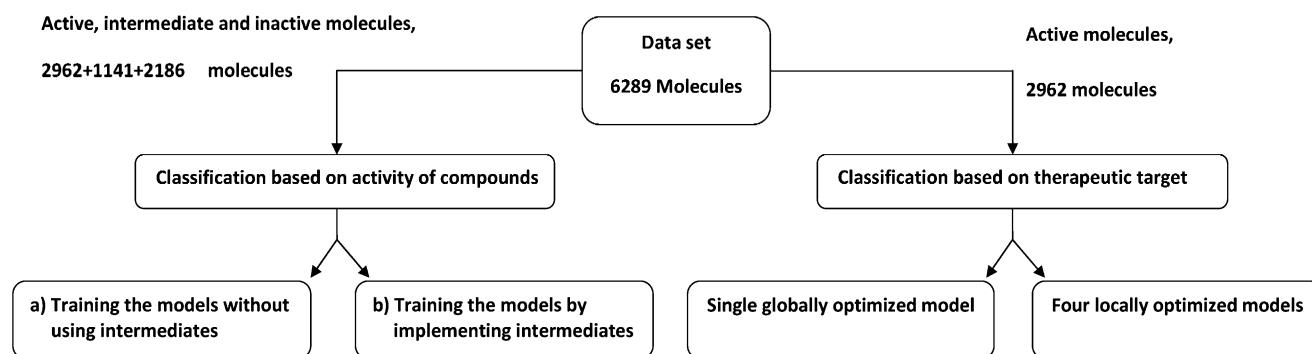 Active, intermediate and inactive molecules,
2962+1141+2186 molecules
Data set
6289 Molecules
Active molecules,
2962 molecules
Classification based on activity of compounds
Classification based on therapeutic target
a) Training the models without
using intermediates
b) Training the models by
implementing intermediates
Single globally optimized model
Four locally optimized models